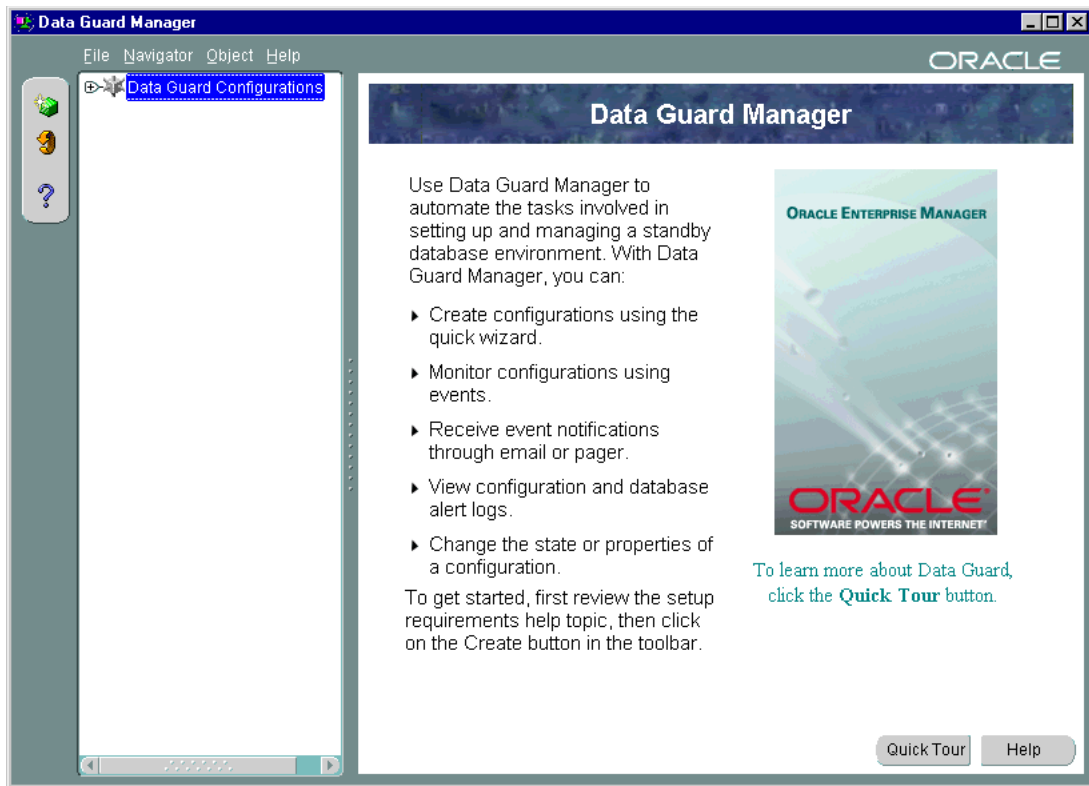 Data Guard Manager
File Navigator Object Help
ORACLE
Data Guard Configurations
Data Guard Manager
Use Data Guard Manager to
automate the tasks involved in
setting up and managing a standby
database environment. With Data
Guard Manager, you can:
Create configurations using the
quick wizard.
Monitor configurations using
events.
Receive event notifications
through email or pager.
View configuration and database
alert logs.
Change the state or properties of
a configuration.
To get started, first review the setup
requirements help topic, then click
on the Create button in the toolbar.
ORACLE ENTERPRISE MANAGER
ORACLE®
SOFTWARE POWERS THE INTERNET™
To learn more about Data Guard,
click the Quick Tour button.
Quick Tour
Help